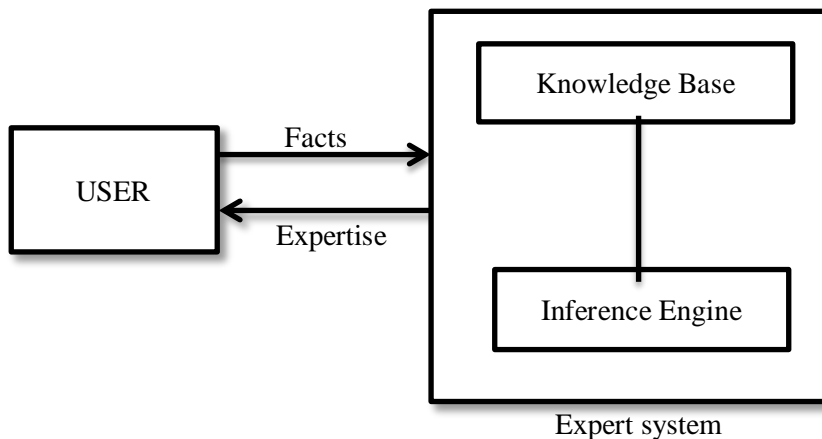 Knowledge Base
Facts
USER
Expertise
Inference Engine
Expert system